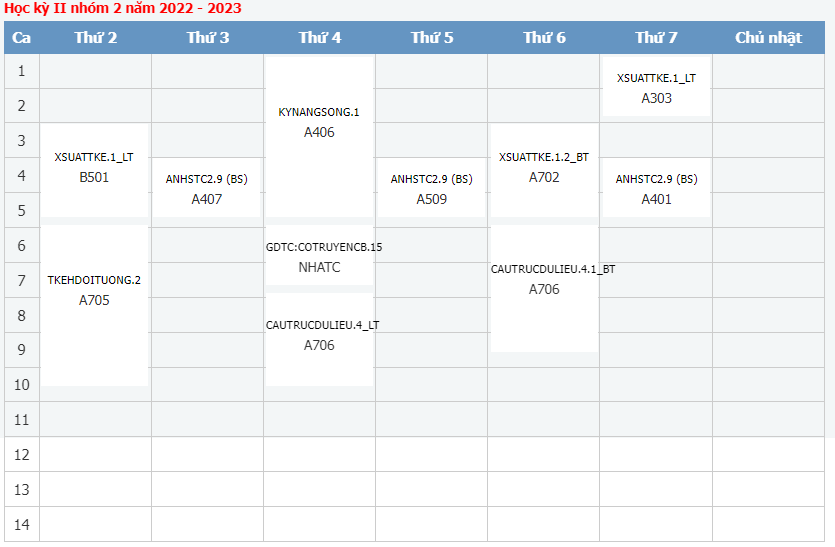 Học kỳ II nhóm 2 năm 2022 - 2023
Ca Thứ 2 Thứ 3 Thứ 4 Thứ 5 Thứ 6 Thứ 7 Chủ nhật
1
XSUATTKE.1_LT
A303
2
KYNANGSONG.1
A406
3
XSUATTKE.1_LT
B501
XSUATTKE.1.2_BT
A702
4
ANHSTC2.9 (BS)
A407
ANHSTC2.9 (BS)
A509
ANHSTC2.9 (BS)
A401
5
6
GDTC:COTRUYENCB.15
NHATC
7
TKEHDOITUONG.2
A705
CAUTRUCDULIEU.4.1_BT
A706
8
CAUTRUCDULIEU.4_LT
A706
9
10
11
12
13
14